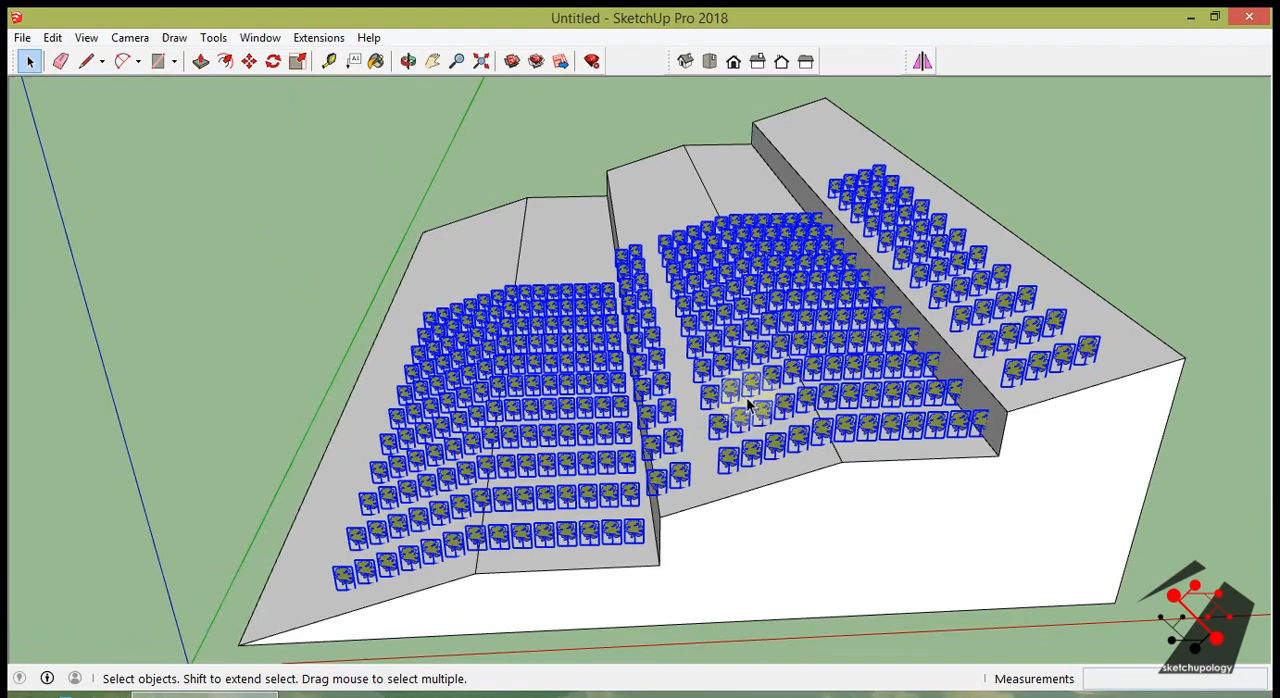 Untitled - SketchUp Pro 2018
File Edit View Camera Draw Tools Window Extensions Help
A1
Select objects. Shift to extend select. Drag mouse to select multiple.
Measurements
sketchupology